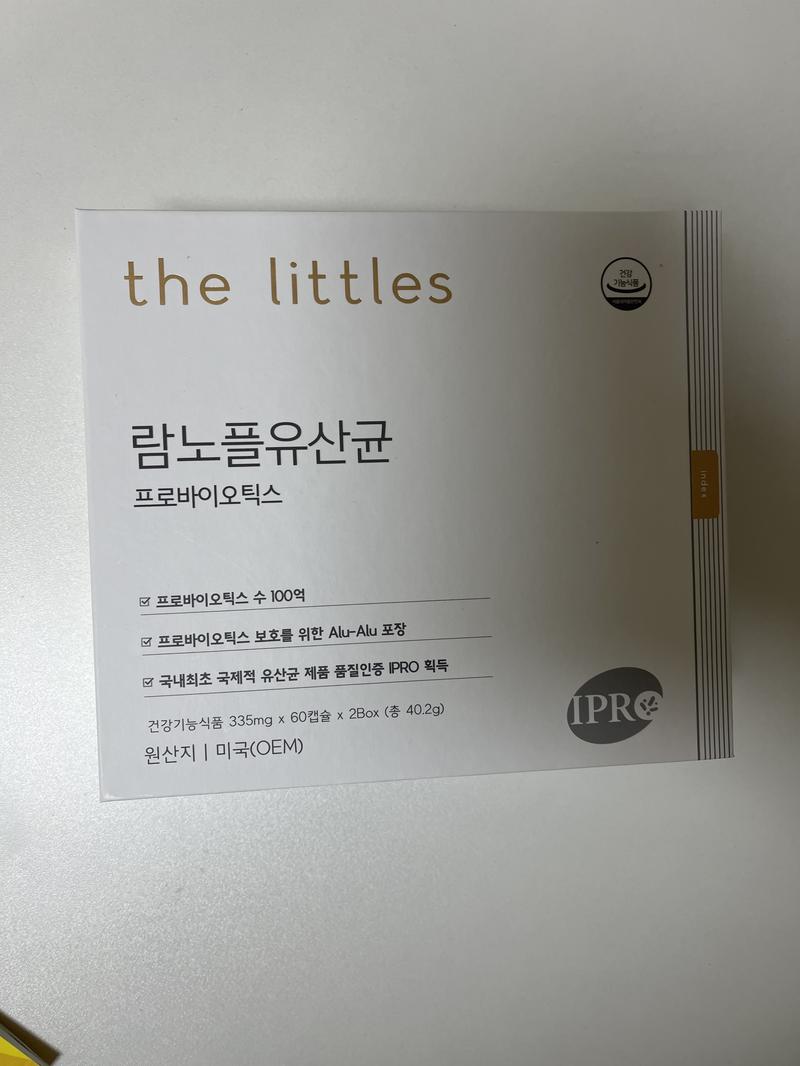 the littles
건강
기능식품
람노플유산균
프로바이오틱스
index
프로바이오틱스 수 100억
프로바이오틱스 보호를 위한 Alu-Alu 포장
국내최초 국제적 유산균 제품 품질인증 IPRO 획득
건강기능식품 335mg x 60캡슐 x 2Box (총 40.2g)
원산지 | 미국(OEM)
IPRO